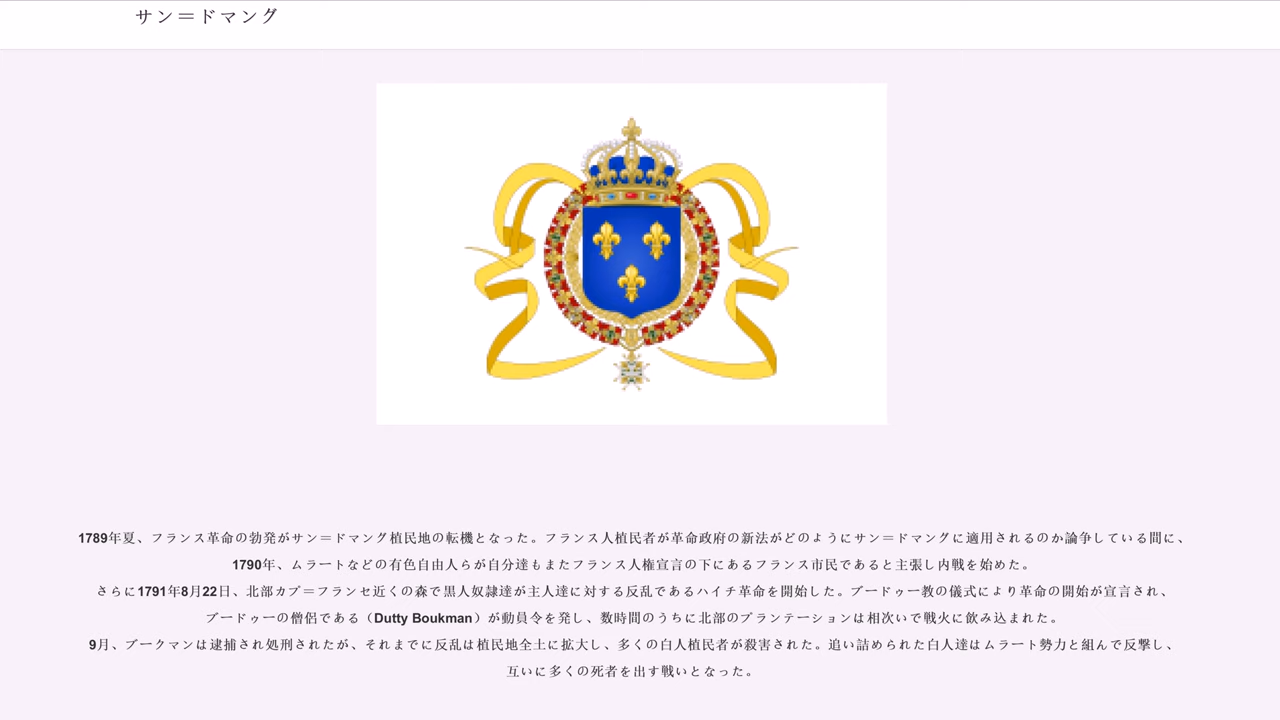 サン＝ドマング
1789年夏、フランス革命の勃発がサン＝ドマング植民地の転機となった。フランス人植民者が革命政府の新法がどのようにサン＝ドマングに適用されるのか論争している間に、
1790年、ムラートなどの有色自由人らが自分達もまたフランス人権宣言の下にあるフランス市民であると主張し内戦を始めた。
さらに1791年8月22日、北部カプ＝フランセ近くの森で黒人奴隷達が主人達に対する反乱であるハイチ革命を開始した。ブードゥー教の儀式により革命の開始が宣言され、
ブードゥーの僧侶である（Dutty Boukman）が動員令を発し、数時間のうちに北部のプランテーションは相次いで戦火に飲み込まれた。
9月、ブークマンは逮捕され処刑されたが、それまでに反乱は植民地全土に拡大し、多くの白人植民者が殺害された。追い詰められた白人達はムラート勢力と組んで反撃し、
互いに多くの死者を出す戦いとなった。